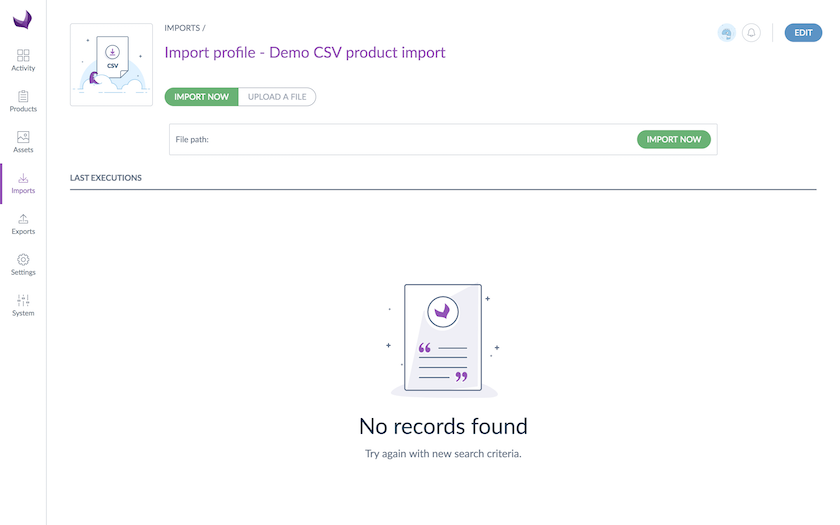 IMPORTS /
Import profile - Demo CSV product import
EDIT
CSV
IMPORT NOW
UPLOAD A FILE
File path:
IMPORT NOW
LAST EXECUTIONS
Activity
Products
Assets
Imports
Exports
Settings
System
No records found
Try again with new search criteria.